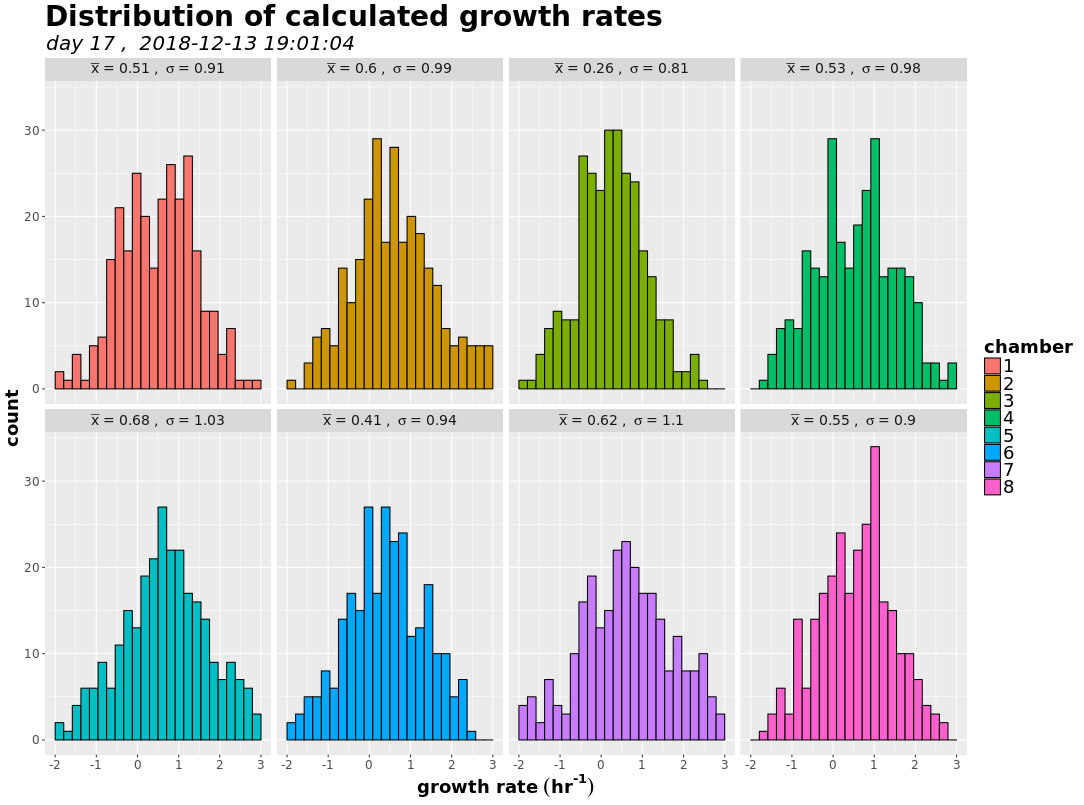 Distribution of calculated growth rates
day 17 ,  2018-12-13 19:01:04
x̅ = 0.51 ,  σ = 0.91
x̅ = 0.6 ,  σ = 0.99
x̅ = 0.26 ,  σ = 0.81
x̅ = 0.53 ,  σ = 0.98
30
20
10
0
count
x̅ = 0.68 ,  σ = 1.03
x̅ = 0.41 ,  σ = 0.94
x̅ = 0.62 ,  σ = 1.1
x̅ = 0.55 ,  σ = 0.9
30
20
10
0
-2 -1 0 1 2 3
-2 -1 0 1 2 3
-2 -1 0 1 2 3
-2 -1 0 1 2 3
growth rate (hr⁻¹)
chamber
1
2
3
4
5
6
7
8